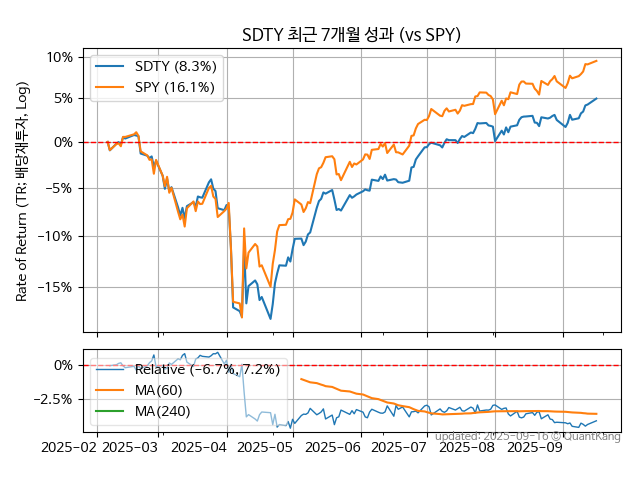 SDTY 최근 7개월 성과 (vs SPY)
10%
5%
0%
−5%
−10%
−15%
Rate of Return (TR: 배당재투자, Log)
SDTY (8.3%)
SPY (16.1%)
0%
−2.5%
Relative (−6.7%, 7.2%)
MA(60)
MA(240)
2025−02 2025−03 2025−04 2025−05 2025−06 2025−07 2025−08 2025−09
updated: 2025-09-16 © QuantKang